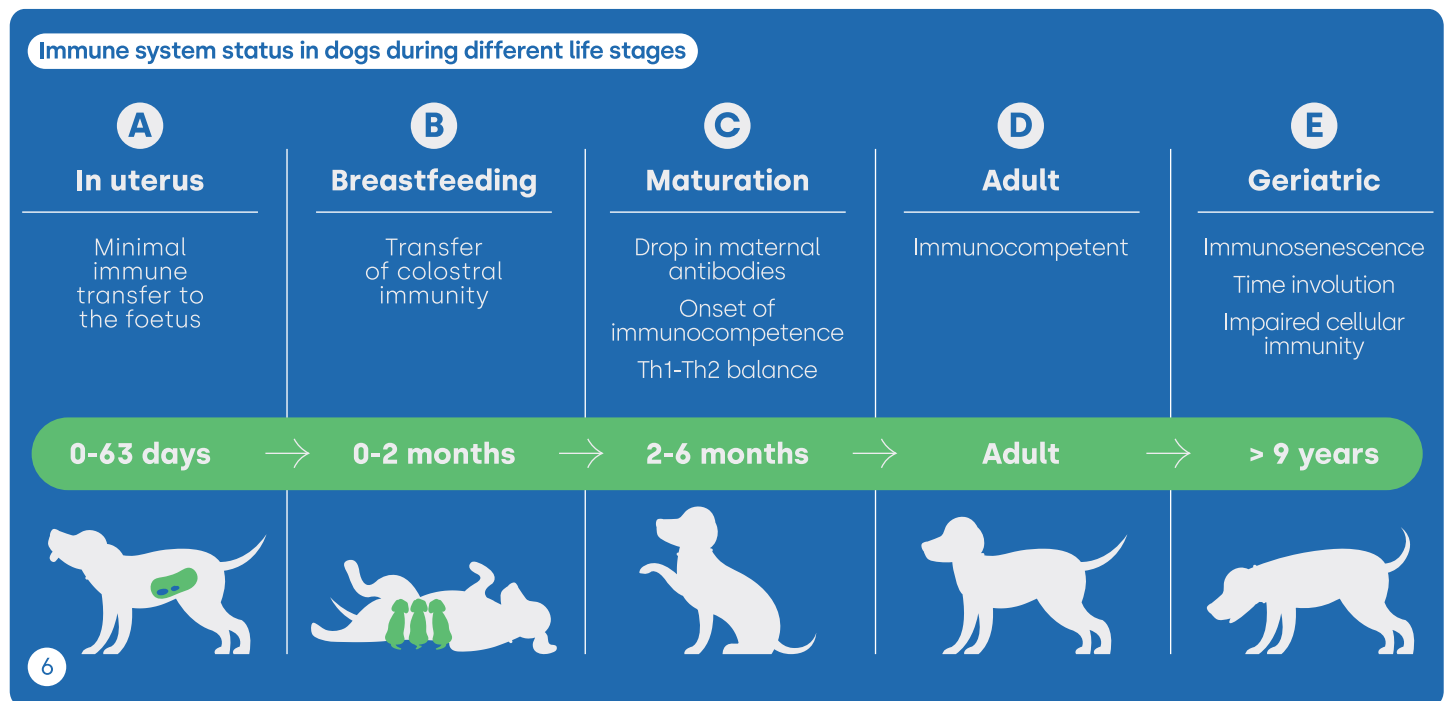 Immune system status in dogs during different life stages
A
In uterus
Minimal
immune
transfer to
the foetus
0-63 days
B
Breastfeeding
Transfer
of colostral
immunity
0-2 months
C
Maturation
Drop in maternal
antibodies
Onset of
immunocompetence
Th1-Th2 balance
2-6 months
D
Adult
Immunocompetent
Adult
E
Geriatric
Immunosenescence
Time involution
Impaired cellular
immunity
> 9 years
6